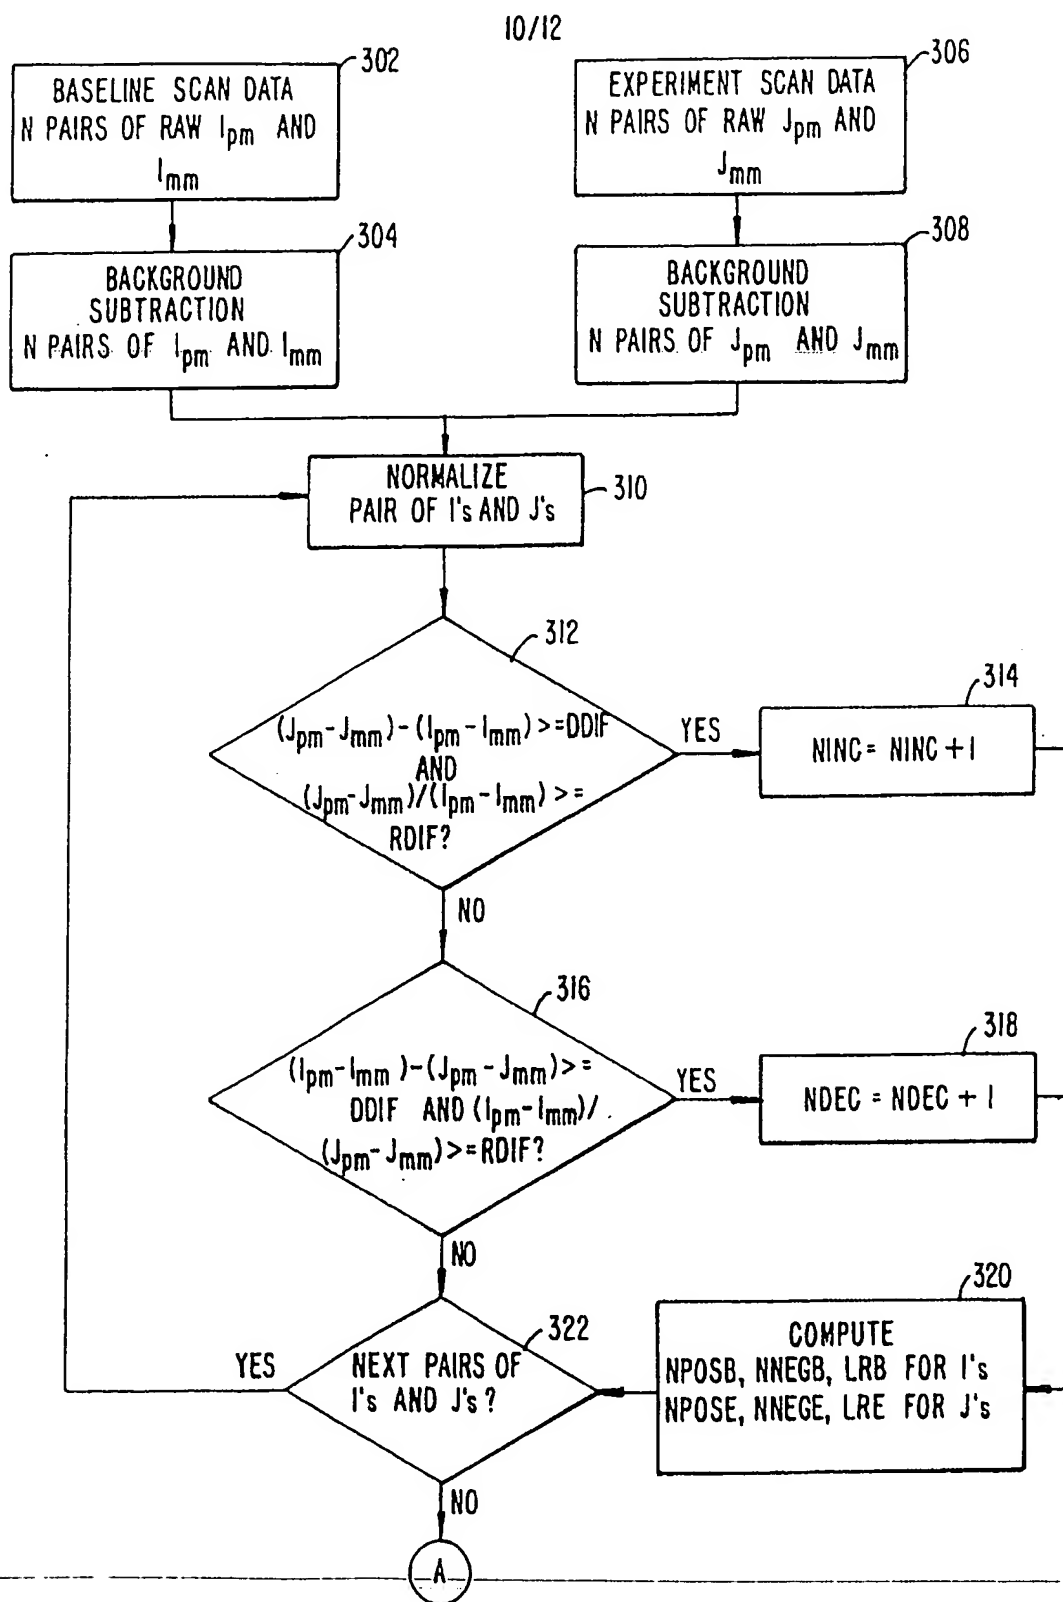 10/12
302
BASELINE SCAN DATA
N PAIRS OF RAW Ipm AND
Imm
306
EXPERIMENT SCAN DATA
N PAIRS OF RAW Jpm AND
Jmm
304
BACKGROUND
SUBTRACTION
N PAIRS OF Ipm AND Imm
308
BACKGROUND
SUBTRACTION
N PAIRS OF Jpm AND Jmm
NORMALIZE
PAIR OF I's AND J's
310
312
(Jpm-Jmm)-(Ipm-Imm) >=DDIF
AND
(Jpm-Jmm)/(Ipm-Imm) >=
RDIF?
YES
314
NINC= NINC+1
NO
316
(Ipm-Imm)-(Jpm-Jmm)>=
DDIF AND (Ipm-Imm)/
(Jpm-Jmm)>=RDIF?
YES
318
NDEC = NDEC + 1
NO
322
YES
NEXT PAIRS OF
I's AND J's ?
320
COMPUTE
NPOSB, NNEGB, LRB FOR I's
NPOSE, NNEGE, LRE FOR J's
NO
A